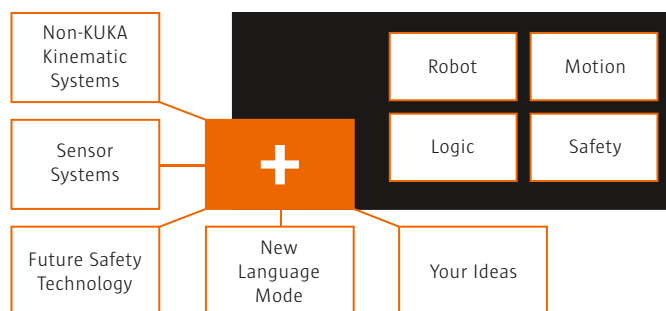 Non-KUKA
Kinematic
Systems
Robot
Motion
Sensor
Systems
Logic
Safety
+
Future Safety
Technology
New
Language
Mode
Your Ideas